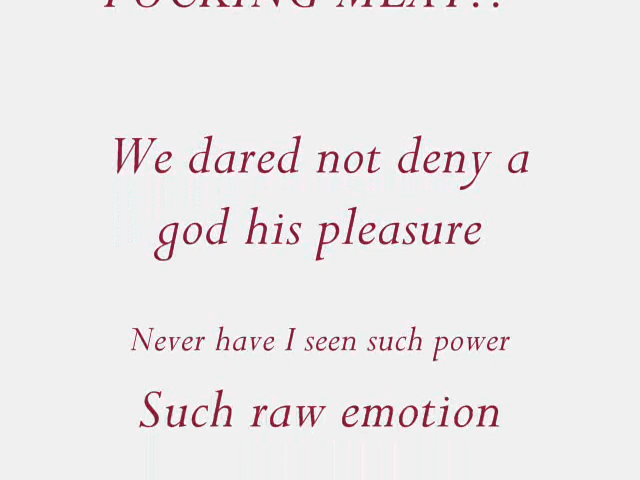 FUCKING MEAT!!
We dared not deny a
god his pleasure
Never have I seen such power
Such raw emotion